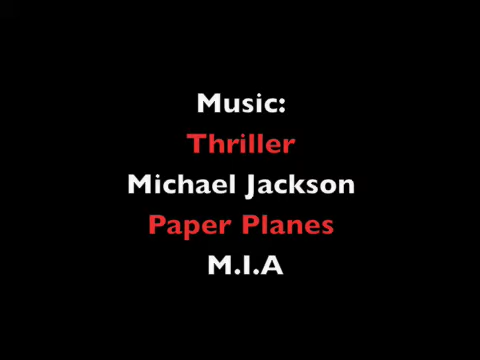 Music:
Thriller
Michael Jackson
Paper Planes
M.I.A